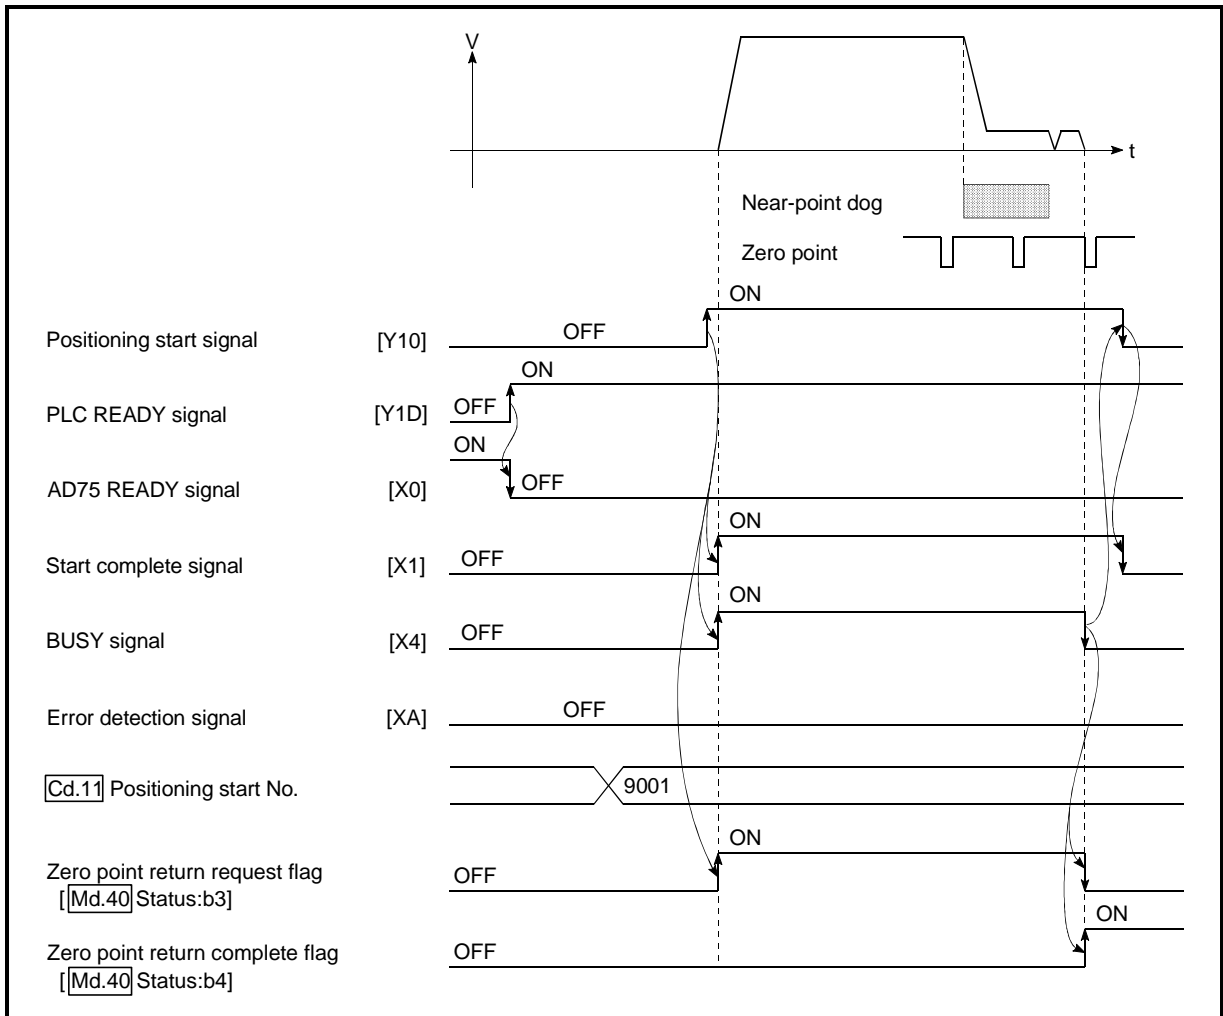 V
t
Near-point dog
Zero point
ON
Positioning start signal [Y10] OFF
ON
PLC READY signal [Y1D] OFF
ON
AD75 READY signal [X0] OFF
ON
Start complete signal [X1] OFF
ON
BUSY signal [X4] OFF
Error detection signal [XA] OFF
Cd.11 Positioning start No. 9001
ON
Zero point return request flag OFF
[ Md.40 Status:b3]
ON
Zero point return complete flag OFF
[ Md.40 Status:b4]